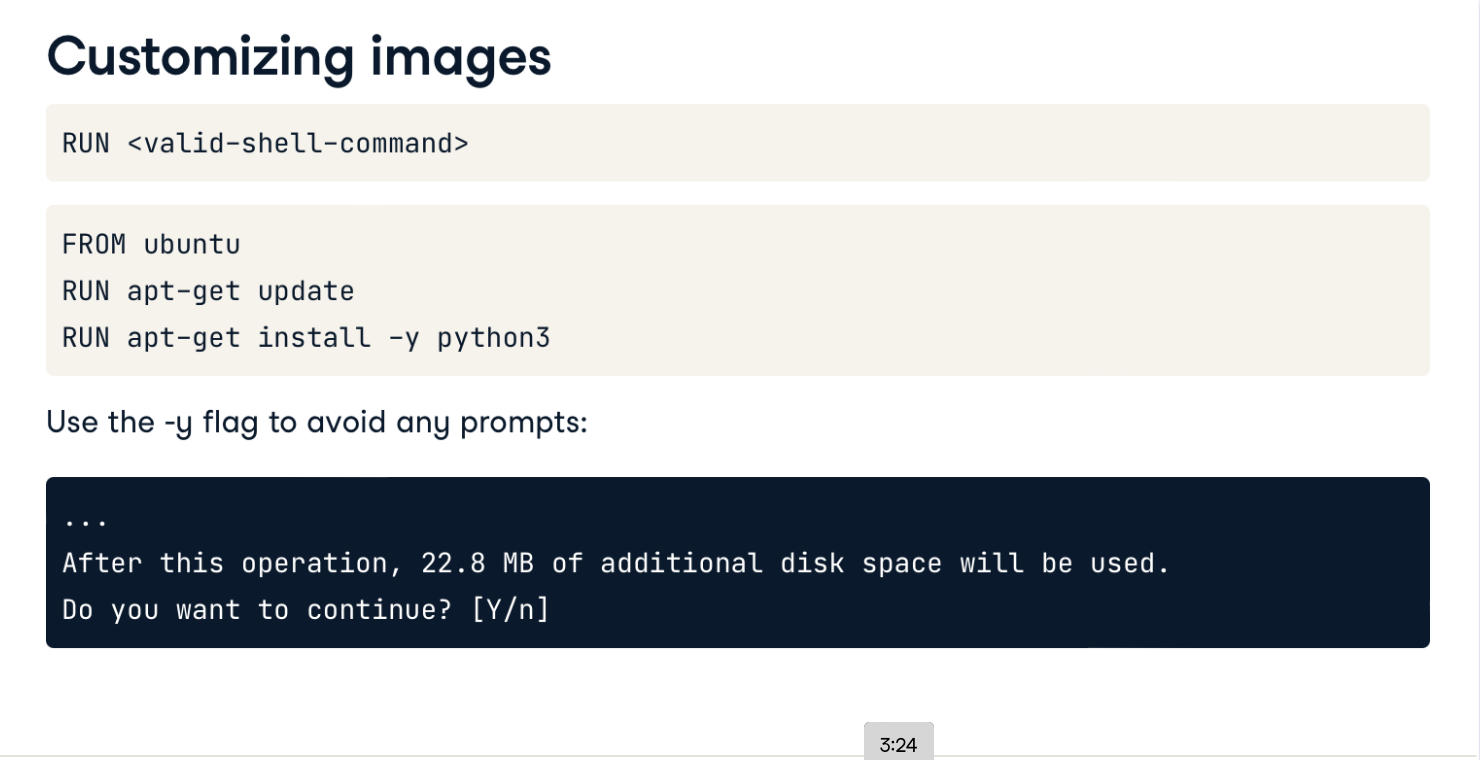 Customizing images
RUN <valid-shell-command>
FROM ubuntu
RUN apt-get update
RUN apt-get install -y python3
Use the -y flag to avoid any prompts:
...
After this operation, 22.8 MB of additional disk space will be used.
Do you want to continue? [Y/n]
3:24